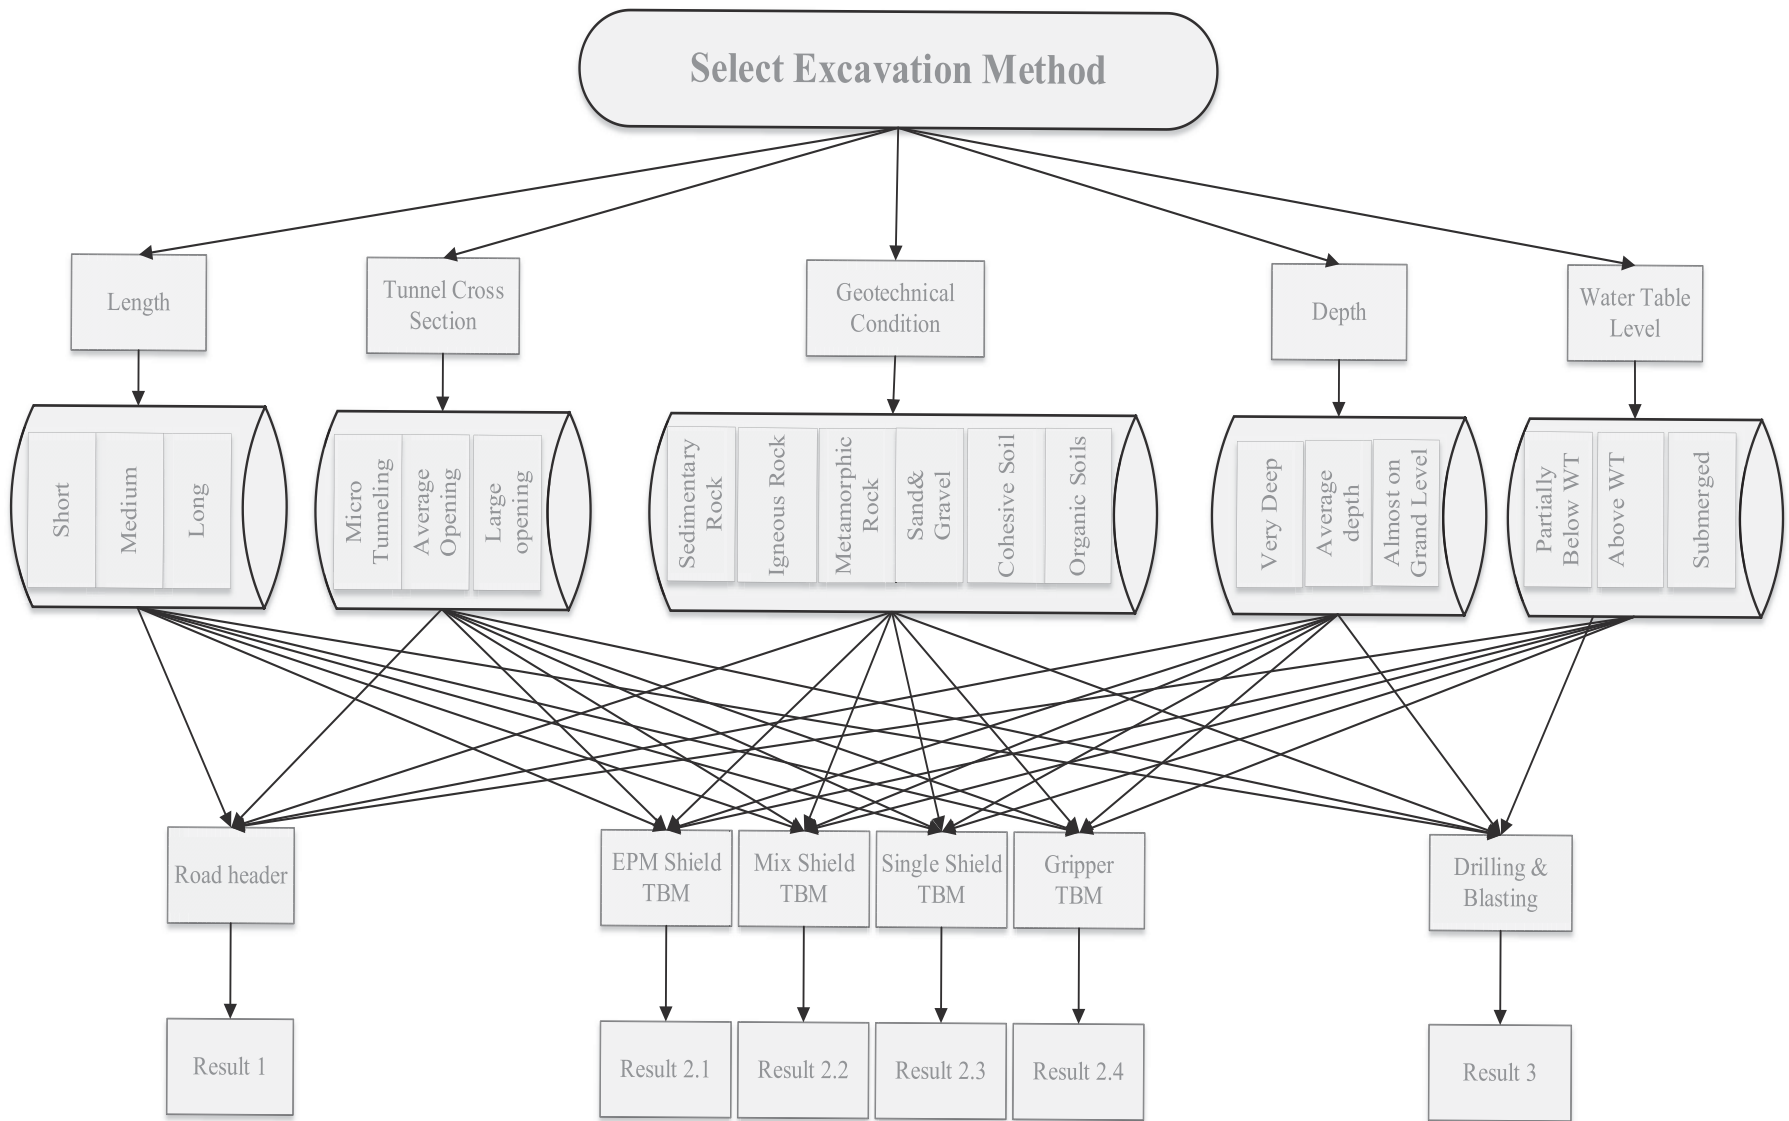 Select Excavation Method
Length
Tunnel Cross
Section
Geotechnical
Condition
Depth
Water Table
Level
Short
Medium
Long
Micro
Tunneling
Average
Opening
Large
opening
Sedimentary
Rock
Igneous Rock
Metamorphic
Rock
Sand&
Gravel
Cohesive Soil
Organic Soils
Very Deep
Average
depth
Almost on
Grand Level
Partially
Below WT
Above WT
Submerged
Road header
EPM Shield
TBM
Mix Shield
TBM
Single Shield
TBM
Gripper
TBM
Drilling &
Blasting
Result 1
Result 2.1
Result 2.2
Result 2.3
Result 2.4
Result 3